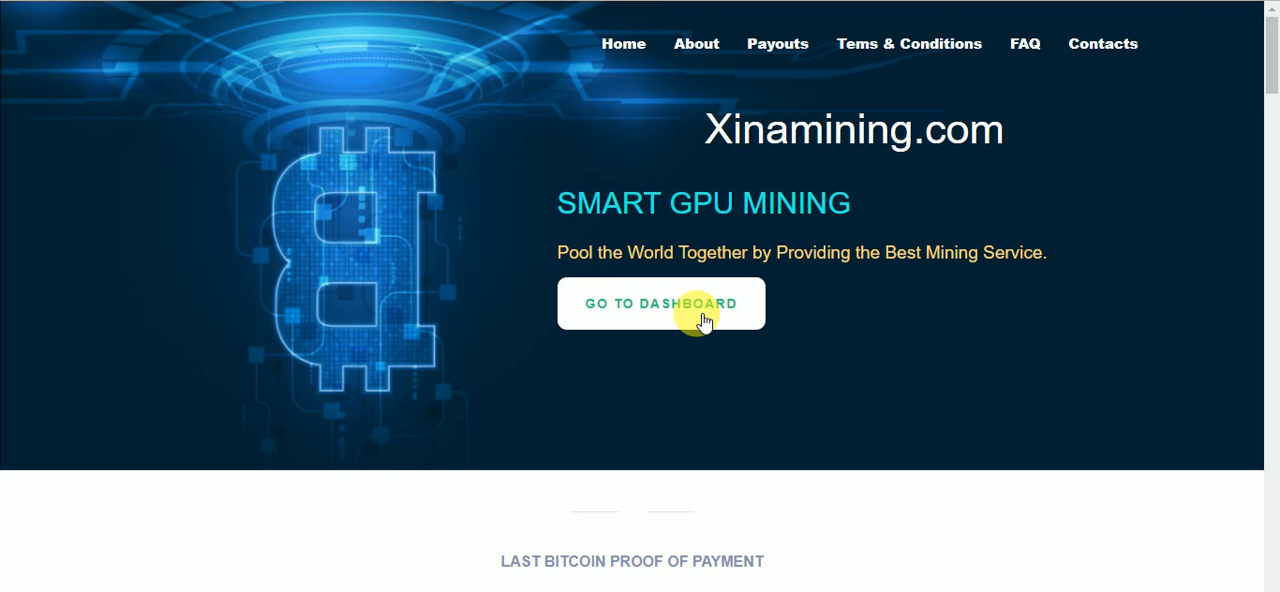 Home About Payouts Tems & Conditions FAQ Contacts
Xinamining.com
SMART GPU MINING
Pool the World Together by Providing the Best Mining Service.
GO TO DASHBOARD
LAST BITCOIN PROOF OF PAYMENT